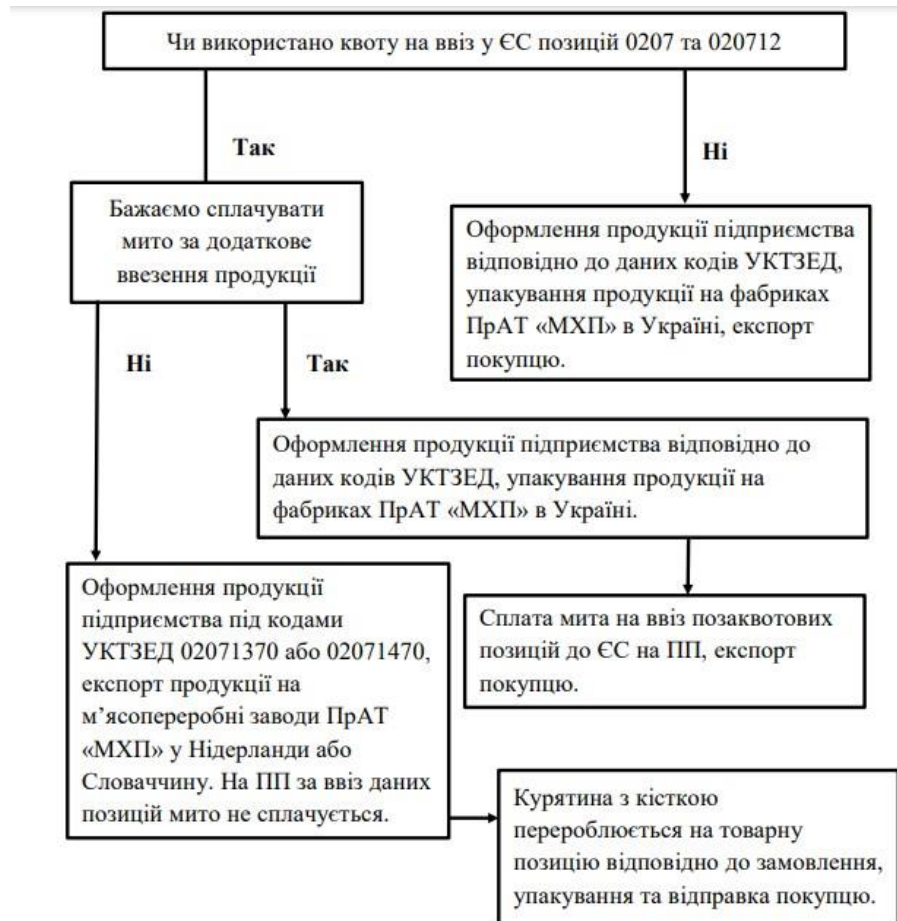 Чи використано квоту на ввіз у ЄС позицій 0207 та 020712
Так
Ні
Бажаємо сплачувати
мито за додаткове
ввезення продукції
Оформлення продукції підприємства
відповідно до даних кодів УКТЗЕД,
упакування продукції на фабриках
ПрАТ «МХП» в Україні, експорт
покупцю.
Ні
Так
Оформлення продукції підприємства відповідно до
даних кодів УКТЗЕД, упакування продукції на
фабриках ПрАТ «МХП» в Україні.
Оформлення продукції
підприємства під кодами
УКТЗЕД 02071370 або 02071470,
експорт продукції на
м’ясопереробні заводи ПрАТ
«МХП» у Нідерланди або
Словаччину. На ПП за ввіз даних
позицій мито не сплачується.
Сплата мита на ввіз позаквотових
позицій до ЄС на ПП, експорт
покупцю.
Курятина з кісткою
перероблюється на товарну
позицію відповідно до замовлення,
упакування та відправка покупцю.